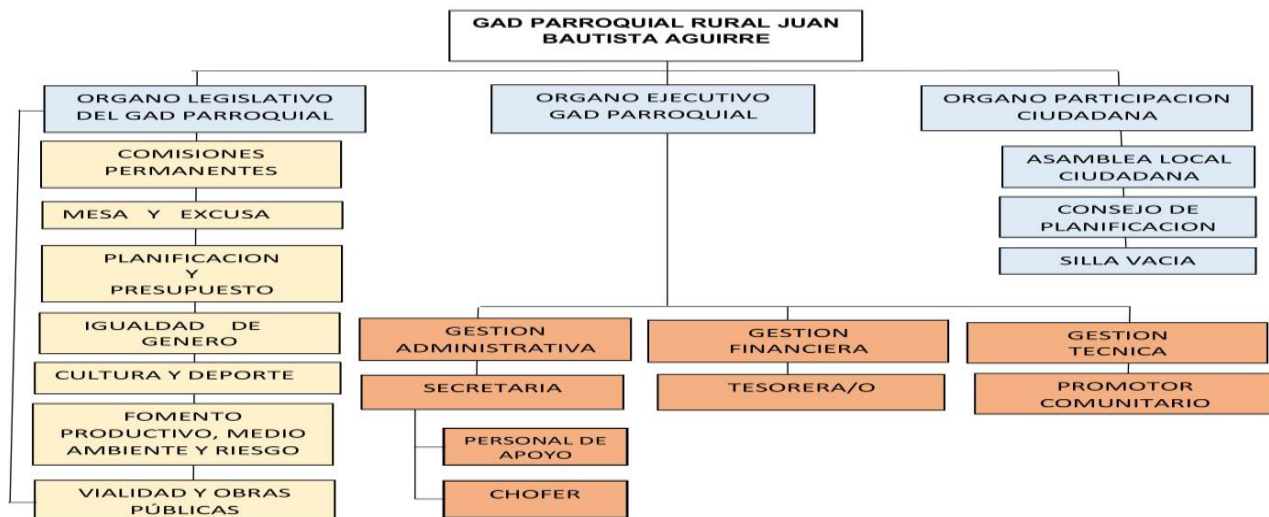 GAD PARROQUIAL RURAL JUAN
BAUTISTA AGUIRRE
ORGANO LEGISLATIVO
DEL GAD PARROQUIAL
COMISIONES
PERMANENTES
MESA Y EXCUSA
PLANIFICACION
Y
PRESUPUESTO
IGUALDAD DE
GENERO
CULTURA Y DEPORTE
FOMENTO
PRODUCTIVO, MEDIO
AMBIENTE Y RIESGO
VIALIDAD Y OBRAS
PÚBLICAS
ORGANO EJECUTIVO
GAD PARROQUIAL
GESTION
ADMINISTRATIVA
SECRETARIA
PERSONAL DE
APOYO
CHOFER
GESTION
FINANCIERA
TESORERA/O
GESTION
TECNICA
PROMOTOR
COMUNITARIO
ORGANO PARTICIPACION
CIUDADANA
ASAMBLEA LOCAL
CIUDADANA
CONSEJO DE
PLANIFICACION
SILLA VACIA